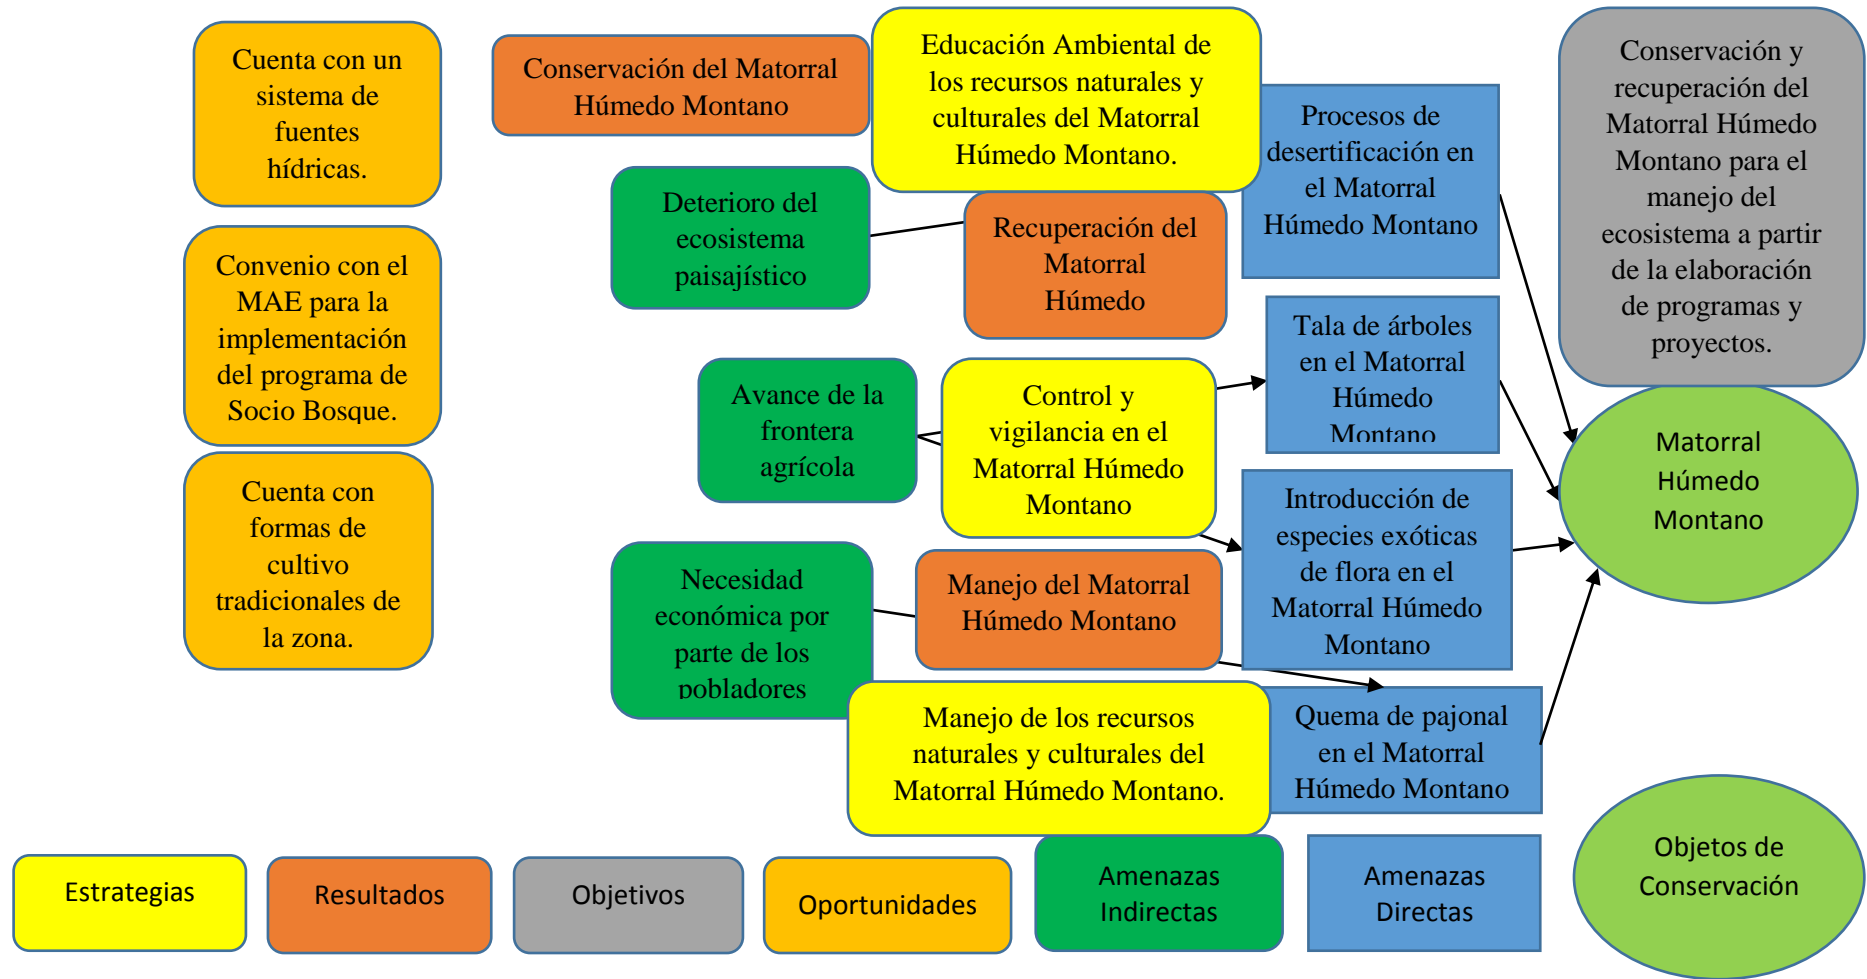 Cuenta con un
sistema de
fuentes
hídricas.
Convenio con el
MAE para la
implementación
del programa de
Socio Bosque.
Cuenta con
formas de
cultivo
tradicionales de
la zona.
Conservación del Matorral
Húmedo Montano
Deterioro del
ecosistema
paisajístico
Avance de la
frontera
agrícola
Necesidad
económica por
parte de los
pobladores
Educación Ambiental de
los recursos naturales y
culturales del Matorral
Húmedo Montano.
Recuperación del
Matorral
Húmedo
Control y
vigilancia en el
Matorral Húmedo
Montano
Manejo del Matorral
Húmedo Montano
Manejo de los recursos
naturales y culturales del
Matorral Húmedo Montano.
Procesos de
desertificación en
el Matorral
Húmedo Montano
Tala de árboles
en el Matorral
Húmedo
Montano
Introducción de
especies exóticas
de flora en el
Matorral Húmedo
Montano
Quema de pajonal
en el Matorral
Húmedo Montano
Conservación y
recuperación del
Matorral Húmedo
Montano para el
manejo del
ecosistema a partir
de la elaboración
de programas y
proyectos.
Matorral
Húmedo
Montano
Estrategias
Resultados
Objetivos
Oportunidades
Amenazas
Indirectas
Amenazas
Directas
Objetos de
Conservación